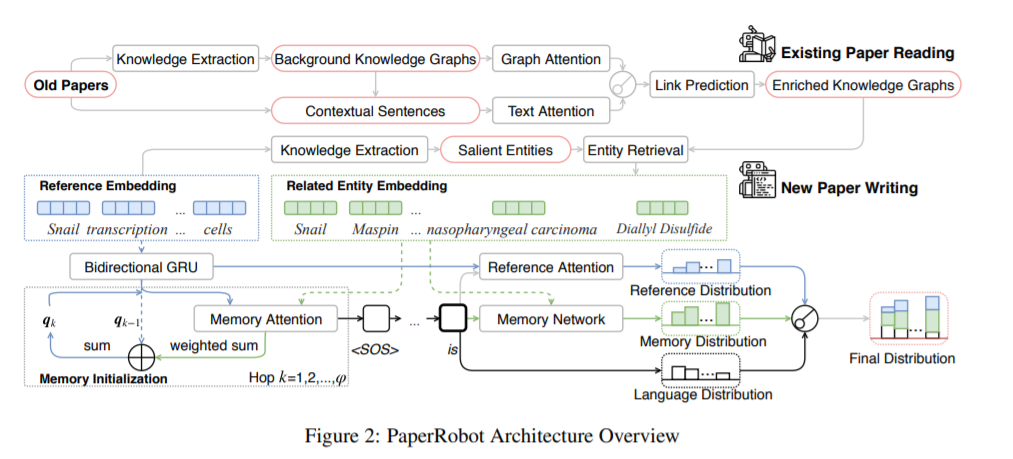 Existing Paper Reading
Old Papers
Knowledge Extraction
Background Knowledge Graphs
Graph Attention
Contextual Sentences
Text Attention
Link Prediction
Enriched Knowledge Graphs
Knowledge Extraction
Salient Entities
Entity Retrieval
New Paper Writing
Reference Embedding
...
Snail transcription ... cells
Related Entity Embedding
...
Snail Maspin ... nasopharyngeal carcinoma Diallyl Disulfide
Bidirectional GRU
Reference Attention
...
Reference Distribution
qk
qk−1
Memory Attention
...
<SOS>
is
Memory Network
...
Memory Distribution
sum
weighted sum
Memory Initialization
Hop k=1,2,...,φ
...
Language Distribution
...
Final Distribution
Figure 2: PaperRobot Architecture Overview